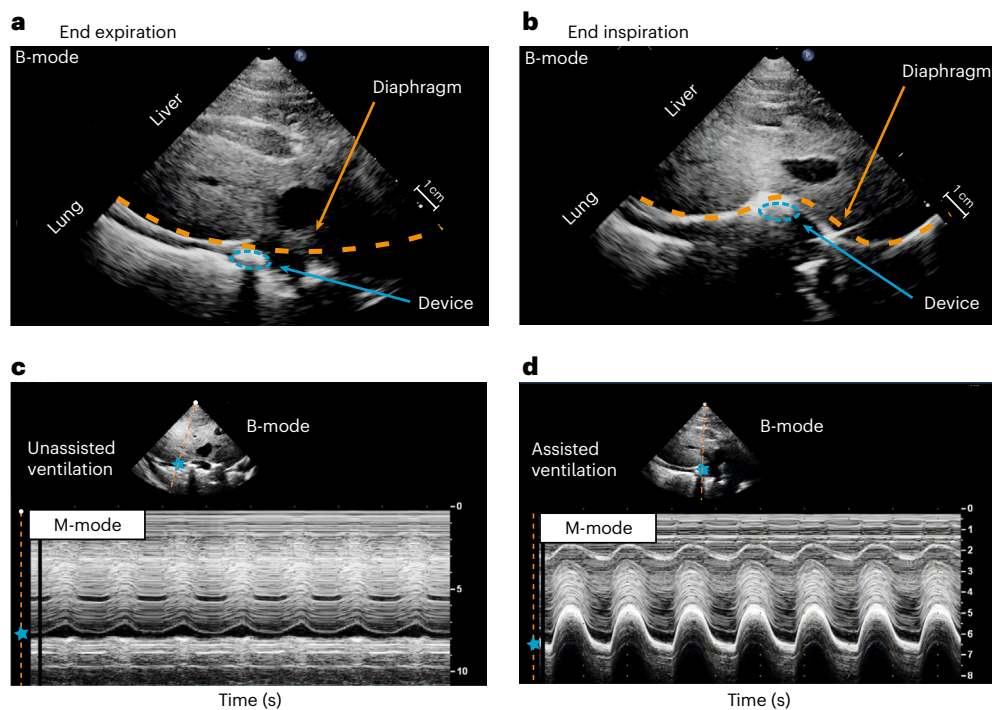 a
End expiration
B-mode
Liver
Diaphragm
1 cm
Lung
Device
b
End inspiration
B-mode
Liver
Diaphragm
1 cm
Lung
Device
c
Unassisted
ventilation
B-mode
M-mode
0
5
10
Time (s)
d
Assisted
ventilation
B-mode
M-mode
0
1
2
3
4
5
6
7
8
Time (s)